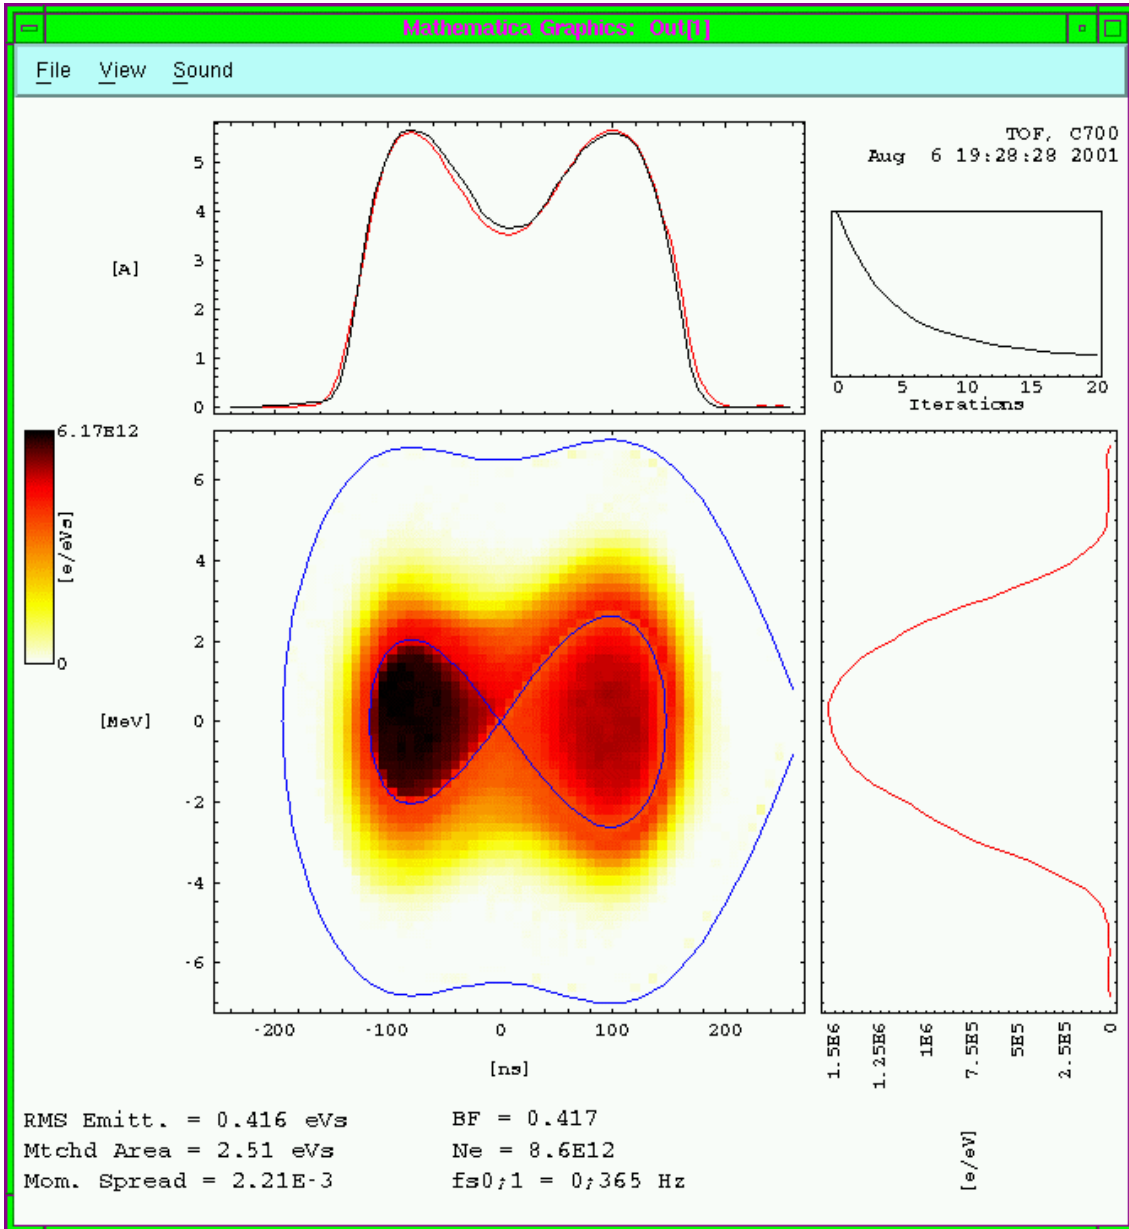 Mathematica Graphics: Out[1]
File View Sound
TOF, C700
Aug 6 19:28:28 2001
5
4
3
2
1
0
[A]
0 5 10 15 20
Iterations
6.17E12
[e/eVs]
0
6
4
2
0
-2
-4
-6
[MeV]
-200 -100 0 100 200
[ns]
1.5E6
1.25E6
1E6
7.5E5
5E5
2.5E5
0
[e/eV]
RMS Emitt. = 0.416 eVs
BF = 0.417
Mtchd Area = 2.51 eVs
Ne = 8.6E12
Mom. Spread = 2.21E-3
fs0;1 = 0;365 Hz